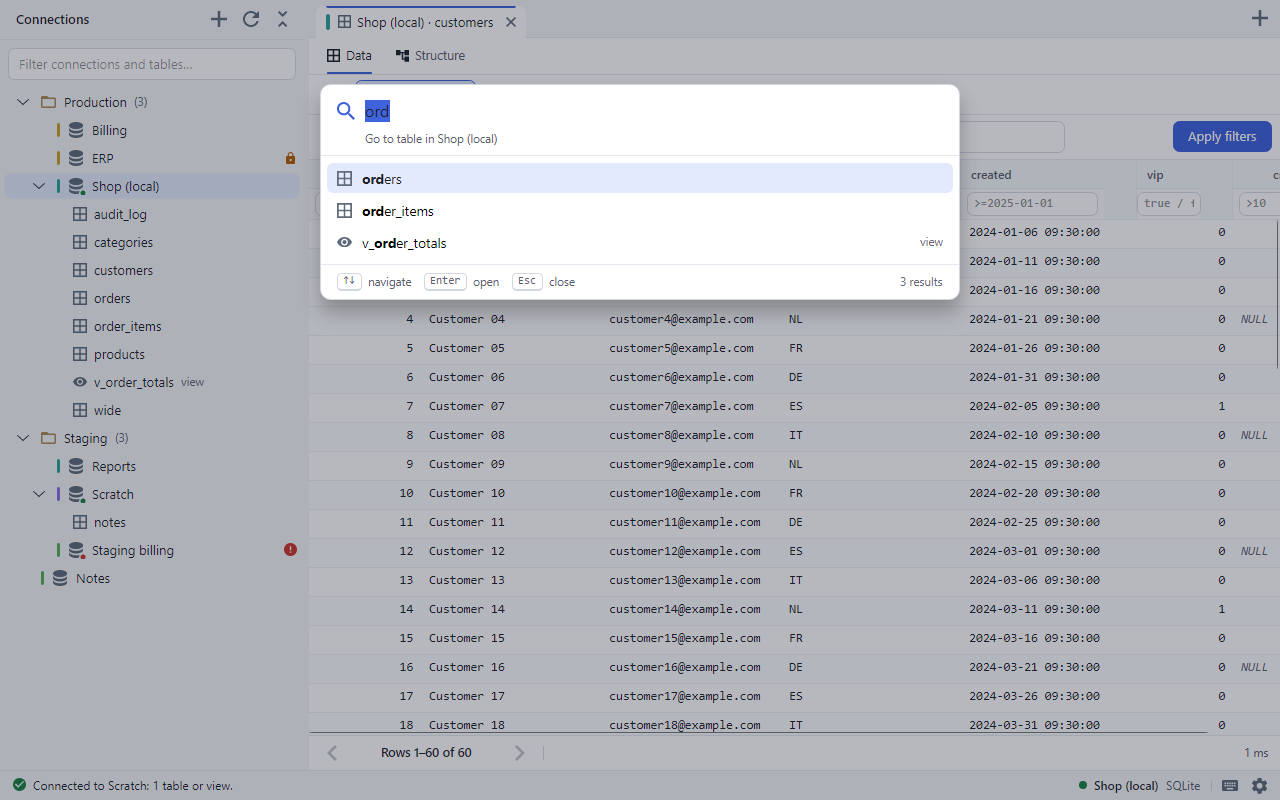 Connections
Shop (local) · customers
Filter connections and tables...
Data
Structure
Production (3)
Billing
ERP
Shop (local)
audit_log
categories
customers
orders
order_items
products
v_order_totals view
wide
Staging (3)
Reports
Scratch
notes
Staging billing
Notes
ord
Go to table in Shop (local)
orders
order_items
v_order_totals view
↑↓ navigate Enter open Esc close 3 results
Apply filters
created vip
>=2025-01-01 true / >10
2024-01-06 09:30:00 0
2024-01-11 09:30:00 0
2024-01-16 09:30:00 0
4 Customer 04 customer4@example.com NL 2024-01-21 09:30:00 0 NULL
5 Customer 05 customer5@example.com FR 2024-01-26 09:30:00 0
6 Customer 06 customer6@example.com DE 2024-01-31 09:30:00 0
7 Customer 07 customer7@example.com ES 2024-02-05 09:30:00 1
8 Customer 08 customer8@example.com IT 2024-02-10 09:30:00 0 NULL
9 Customer 09 customer9@example.com NL 2024-02-15 09:30:00 0
10 Customer 10 customer10@example.com FR 2024-02-20 09:30:00 0
11 Customer 11 customer11@example.com DE 2024-02-25 09:30:00 0
12 Customer 12 customer12@example.com ES 2024-03-01 09:30:00 0 NULL
13 Customer 13 customer13@example.com IT 2024-03-06 09:30:00 0
14 Customer 14 customer14@example.com NL 2024-03-11 09:30:00 1
15 Customer 15 customer15@example.com FR 2024-03-16 09:30:00 0
16 Customer 16 customer16@example.com DE 2024-03-21 09:30:00 0 NULL
17 Customer 17 customer17@example.com ES 2024-03-26 09:30:00 0
18 Customer 18 customer18@example.com IT 2024-03-31 09:30:00 0
Rows 1–60 of 60
1 ms
Connected to Scratch: 1 table or view.
Shop (local) SQLite